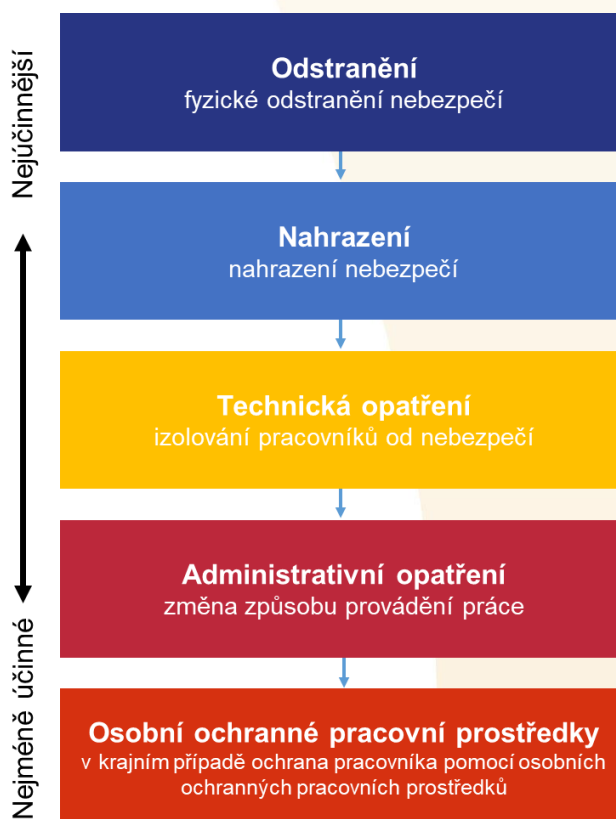 Nejúčinnější
Odstranění
fyzické odstranění nebezpečí
Nahrazení
nahrazení nebezpečí
Technická opatření
izolování pracovníků od nebezpečí
Administrativní opatření
změna způsobu provádění práce
Nejméně účinné
Osobní ochranné pracovní prostředky
v krajním případě ochrana pracovníka pomocí osobních
ochranných pracovních prostředků